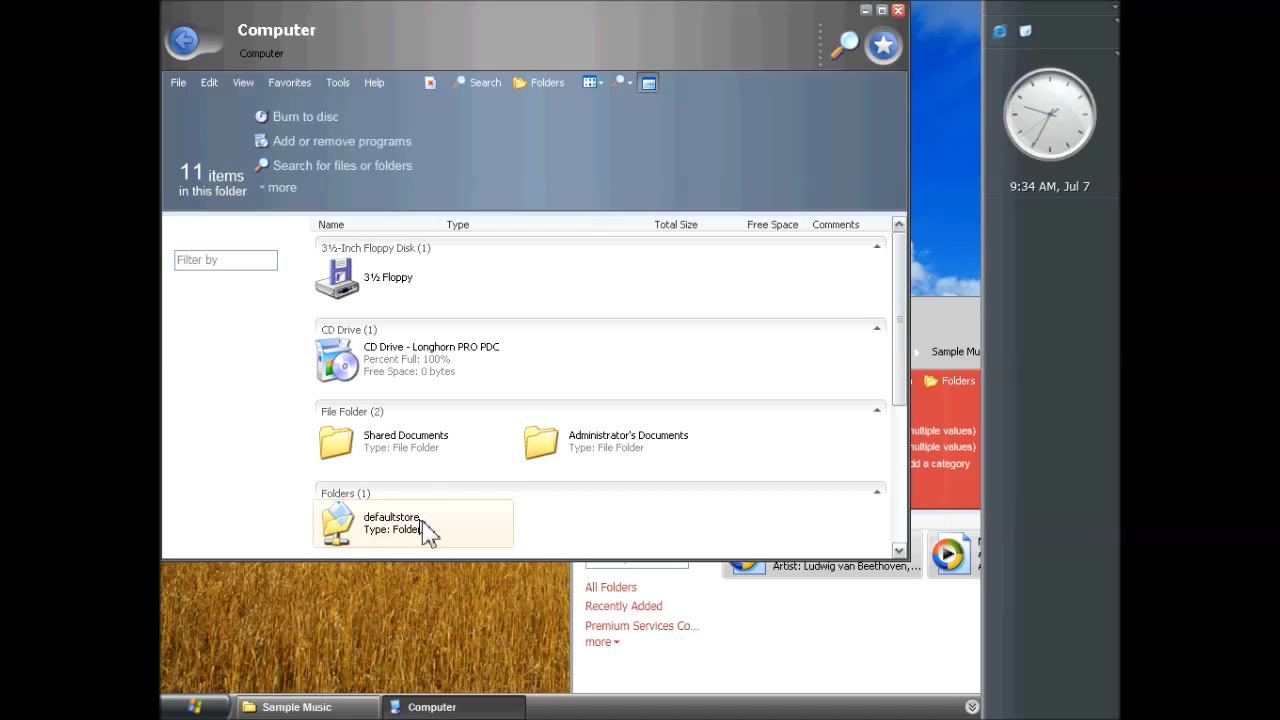 Computer
Computer
File Edit View Favorites Tools Help Search Folders
Burn to disc
Add or remove programs
Search for files or folders
more
11 items
in this folder
Name Type Total Size Free Space Comments
Filter by
3½-Inch Floppy Disk (1)
3½ Floppy
CD Drive (1)
CD Drive - Longhorn PRO PDC
Percent Full: 100%
Free Space: 0 bytes
File Folder (2)
Shared Documents
Type: File Folder
Administrator's Documents
Type: File Folder
Folders (1)
defaultstore
Type: Folder
9:34 AM, Jul 7
Sample Mu
Folders
multiple values)
multiple values)
dd a category
Artist: Ludwig van Beethoven,...
All Folders
Recently Added
Premium Services Co...
more
Sample Music
Computer